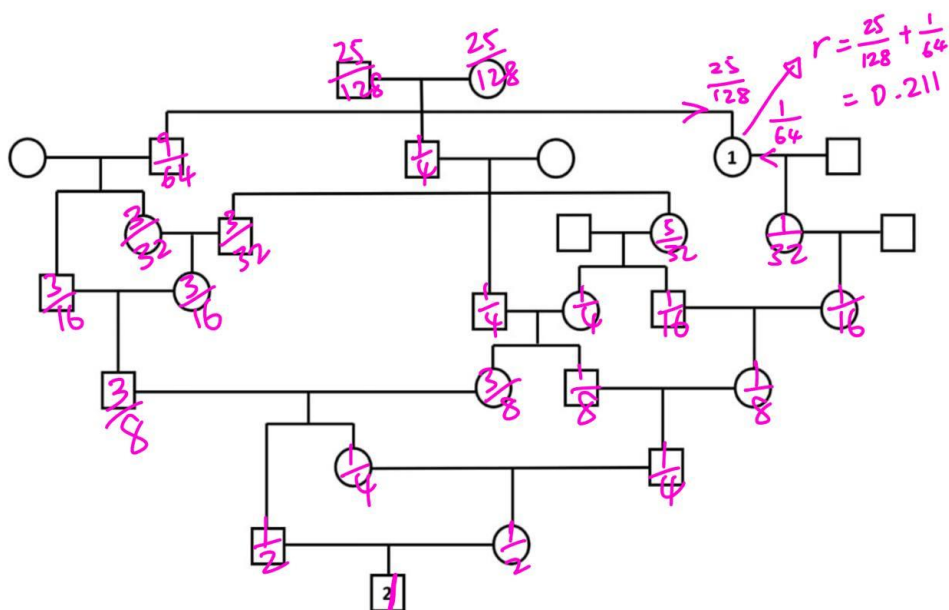 25/128 25/128 25/128 r = 25/128 + 1/64
= 0.211
1/64
9/64 1/4 1
3/32 3/32 5/32 1/32
3/16 3/16 1/4 1/4 1/16 1/16
3/8 3/8 1/8 1/8
1/4 1/4
1/2 1/2
2 1